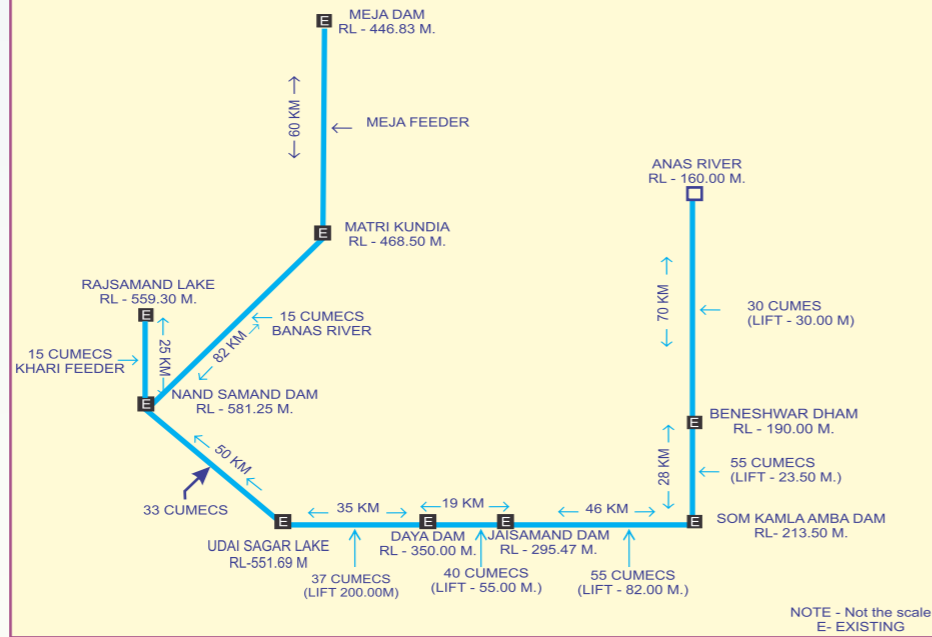 MEJA DAM
RL - 446.83 M.
60 KM
MEJA FEEDER
ANAS RIVER
RL - 160.00 M.
MATRI KUNDIA
RL - 468.50 M.
RAJSAMAND LAKE
RL - 559.30 M.
70 KM
30 CUMES
(LIFT - 30.00 M)
15 CUMECS
BANAS RIVER
82 KM
15 CUMECS
KHARI FEEDER
25 KM
NAND SAMAND DAM
RL - 581.25 M.
BENESHWAR DHAM
RL - 190.00 M.
50 KM
28 KM
55 CUMECS
(LIFT - 23.50 M.)
33 CUMECS
35 KM
19 KM
46 KM
SOM KAMLA AMBA DAM
RL- 213.50 M.
UDAI SAGAR LAKE
RL-551.69 M
DAYA DAM
RL - 350.00 M.
JAISAMAND DAM
RL - 295.47 M.
37 CUMECS
(LIFT 200.00M)
40 CUMECS
(LIFT - 55.00 M.)
55 CUMECS
(LIFT - 82.00 M.)
NOTE - Not the scale
E- EXISTING
E
E
E
E
E
E
E
E
E